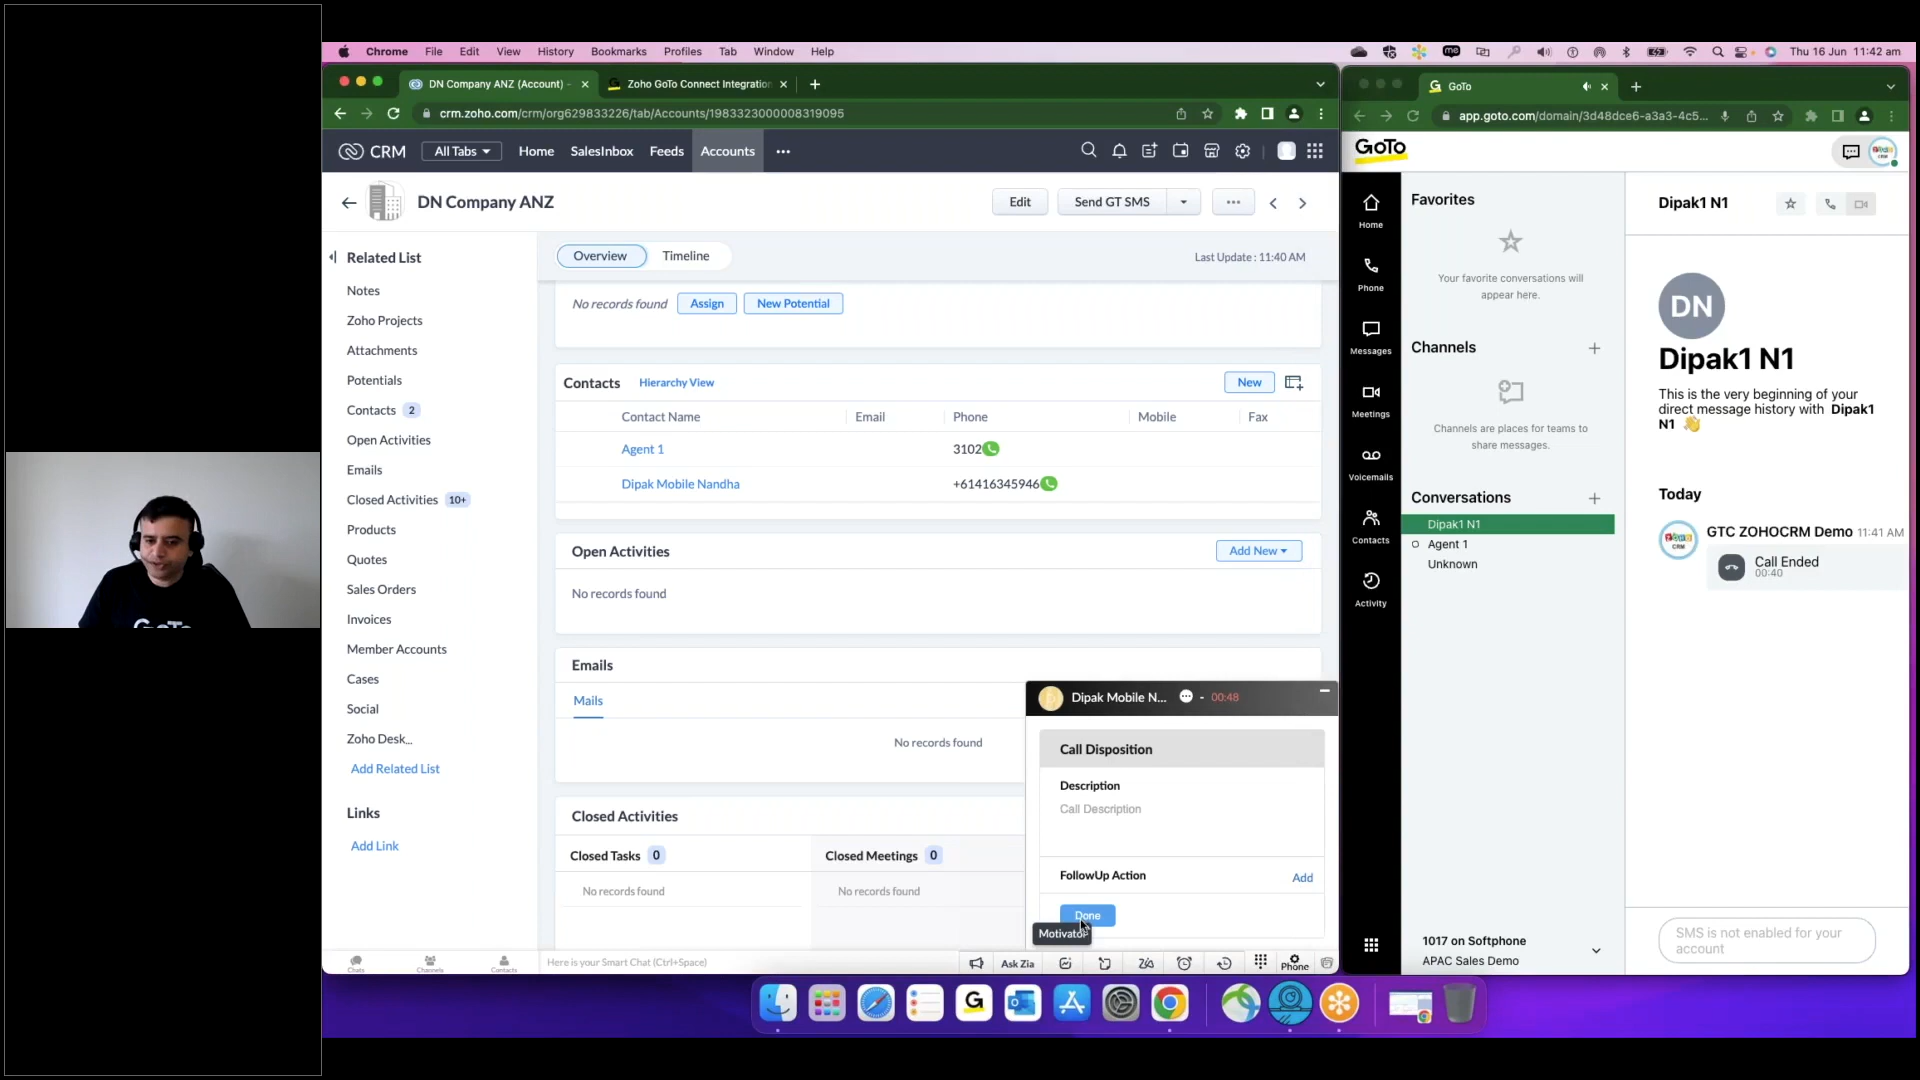 Chrome File Edit View History Bookmarks Profiles Tab Window Help
Thu 16 Jun 11:42 am
DN Company ANZ (Account) -
Zoho GoTo Connect Integration
GoTo
crm.zoho.com/crm/org629833226/tab/Accounts/1983323000008319095
app.goto.com/domain/3d48dce6-a3a3-4c5...
CRM
All Tabs
Home
SalesInbox
Feeds
Accounts
GoTo
DN Company ANZ
Edit
Send GT SMS
Related List
Notes
Zoho Projects
Attachments
Potentials
Contacts 2
Open Activities
Emails
Closed Activities 10+
Products
Quotes
Sales Orders
Invoices
Member Accounts
Cases
Social
Zoho Desk...
Add Related List
Links
Add Link
Overview
Timeline
Last Update : 11:40 AM
No records found
Assign
New Potential
Contacts
Hierarchy View
New
Contact Name Email Phone Mobile Fax
Agent 1 3102
Dipak Mobile Nandha +61416345946
Open Activities
Add New
No records found
Emails
Mails
No records found
Closed Activities
Closed Tasks 0
Closed Meetings 0
No records found
No records found
Dipak Mobile N... - 00:48
Call Disposition
Description
Call Description
FollowUp Action
Add
Done
Motivator
Chats
Channels
Contacts
Here is your Smart Chat (Ctrl+Space)
Ask Zia
Phone
Home
Phone
Messages
Meetings
Voicemails
Contacts
Activity
Favorites
Your favorite conversations will
appear here.
Channels
Channels are places for teams to
share messages.
Conversations
Dipak1 N1
Agent 1
Unknown
1017 on Softphone
APAC Sales Demo
Dipak1 N1
DN
Dipak1 N1
This is the very beginning of your
direct message history with Dipak1
N1
Today
GTC ZOHOCRM Demo 11:41 AM
Call Ended
00:40
SMS is not enabled for your
account